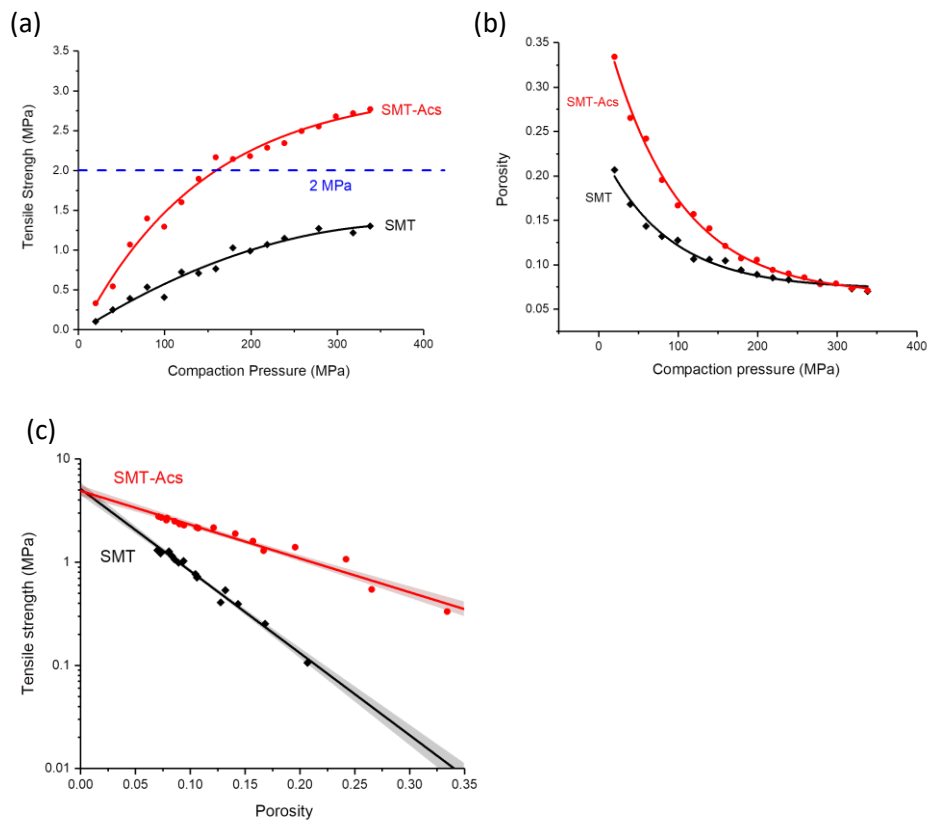 (a)
3.5
3.0
2.5
2.0
1.5
1.0
0.5
0.0
Tensile Strengh (MPa)
SMT-Acs
2 MPa
SMT
0
100
200
300
400
Compaction Pressure (MPa)
(b)
0.35
0.30
0.25
0.20
0.15
0.10
0.05
Porosity
SMT-Acs
SMT
0
100
200
300
400
Compaction pressure (MPa)
(c)
10
1
0.1
0.01
Tensile strength (MPa)
SMT-Acs
SMT
0.00
0.05
0.10
0.15
0.20
0.25
0.30
0.35
Porosity